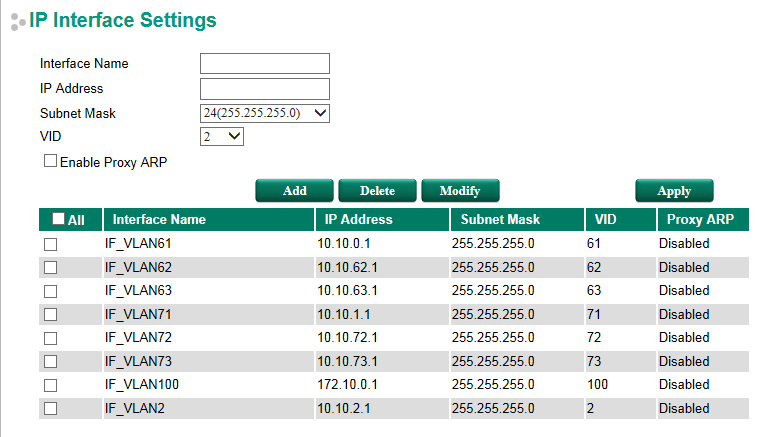 IP Interface Settings
Interface Name
IP Address
Subnet Mask 24(255.255.255.0)
VID 2
Enable Proxy ARP
Add Delete Modify Apply
All Interface Name IP Address Subnet Mask VID Proxy ARP
IF_VLAN61 10.10.0.1 255.255.255.0 61 Disabled
IF_VLAN62 10.10.62.1 255.255.255.0 62 Disabled
IF_VLAN63 10.10.63.1 255.255.255.0 63 Disabled
IF_VLAN71 10.10.1.1 255.255.255.0 71 Disabled
IF_VLAN72 10.10.72.1 255.255.255.0 72 Disabled
IF_VLAN73 10.10.73.1 255.255.255.0 73 Disabled
IF_VLAN100 172.10.0.1 255.255.255.0 100 Disabled
IF_VLAN2 10.10.2.1 255.255.255.0 2 Disabled